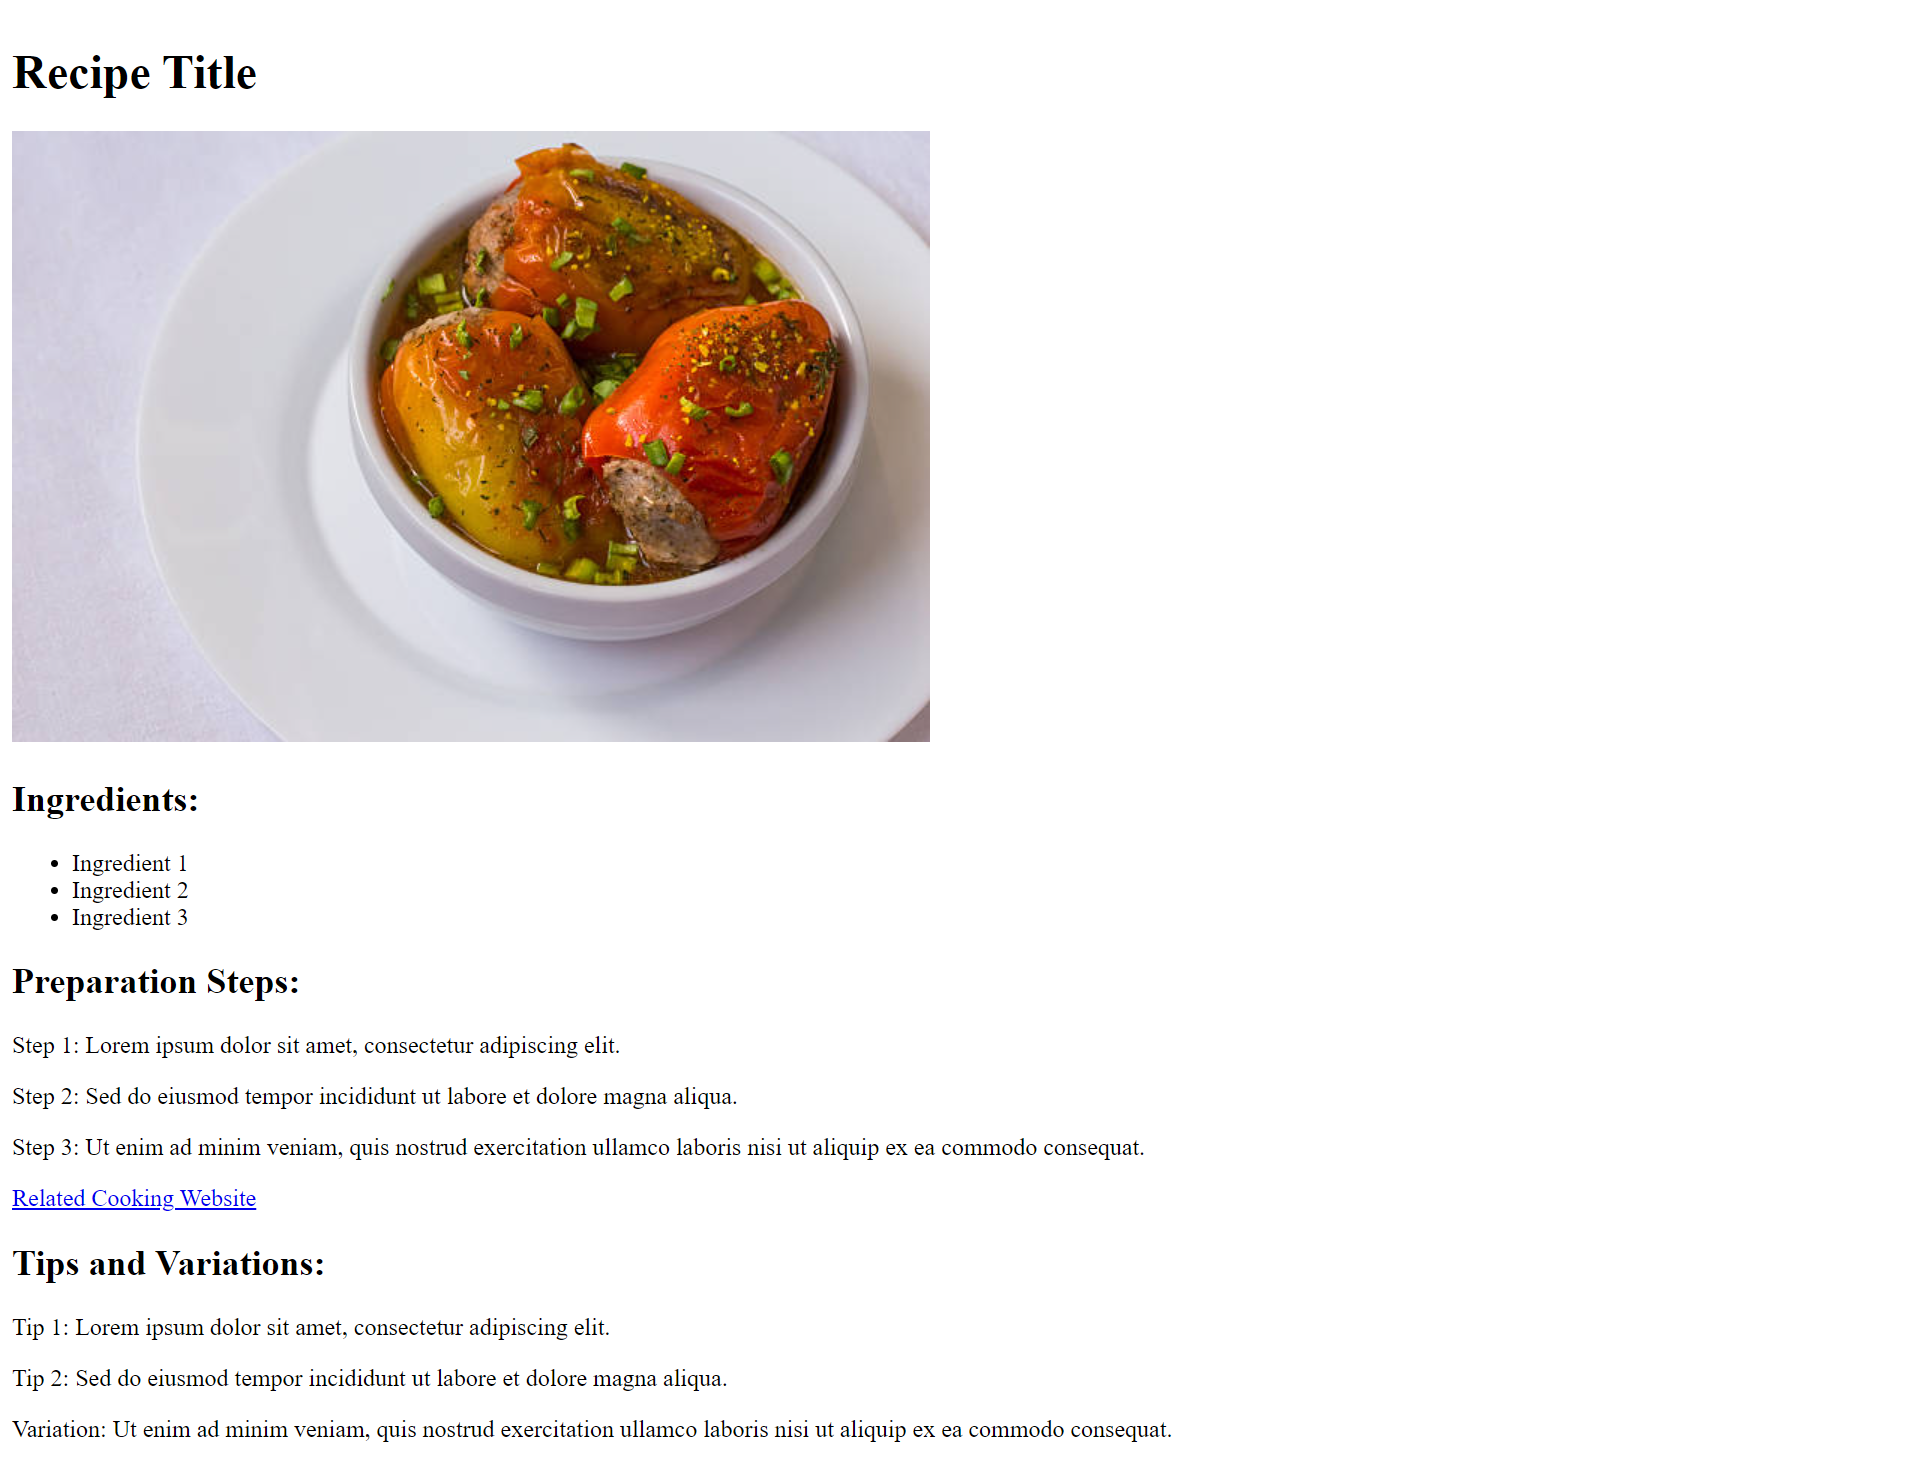 Recipe Title
Ingredients:
Ingredient 1
Ingredient 2
Ingredient 3
Preparation Steps:
Step 1: Lorem ipsum dolor sit amet, consectetur adipiscing elit.
Step 2: Sed do eiusmod tempor incididunt ut labore et dolore magna aliqua.
Step 3: Ut enim ad minim veniam, quis nostrud exercitation ullamco laboris nisi ut aliquip ex ea commodo consequat.
Related Cooking Website
Tips and Variations:
Tip 1: Lorem ipsum dolor sit amet, consectetur adipiscing elit.
Tip 2: Sed do eiusmod tempor incididunt ut labore et dolore magna aliqua.
Variation: Ut enim ad minim veniam, quis nostrud exercitation ullamco laboris nisi ut aliquip ex ea commodo consequat.